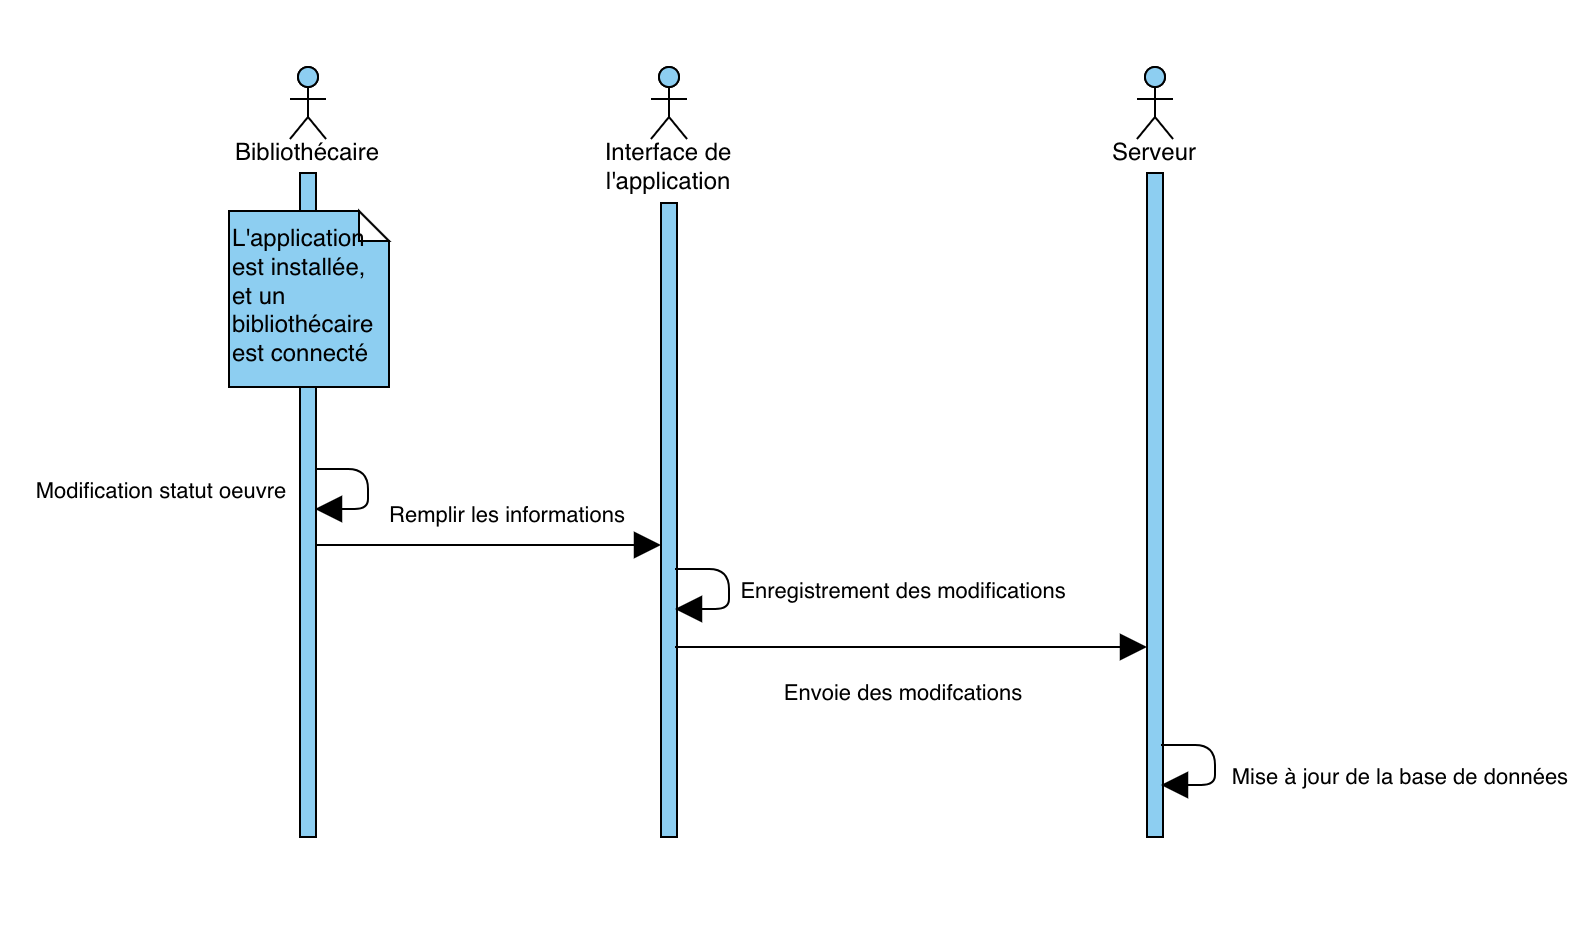 Bibliothécaire
Interface de
l'application
Serveur
L'application
est installée,
et un
bibliothécaire
est connecté
Modification statut oeuvre
Remplir les informations
Enregistrement des modifications
Envoie des modifcations
Mise à jour de la base de données